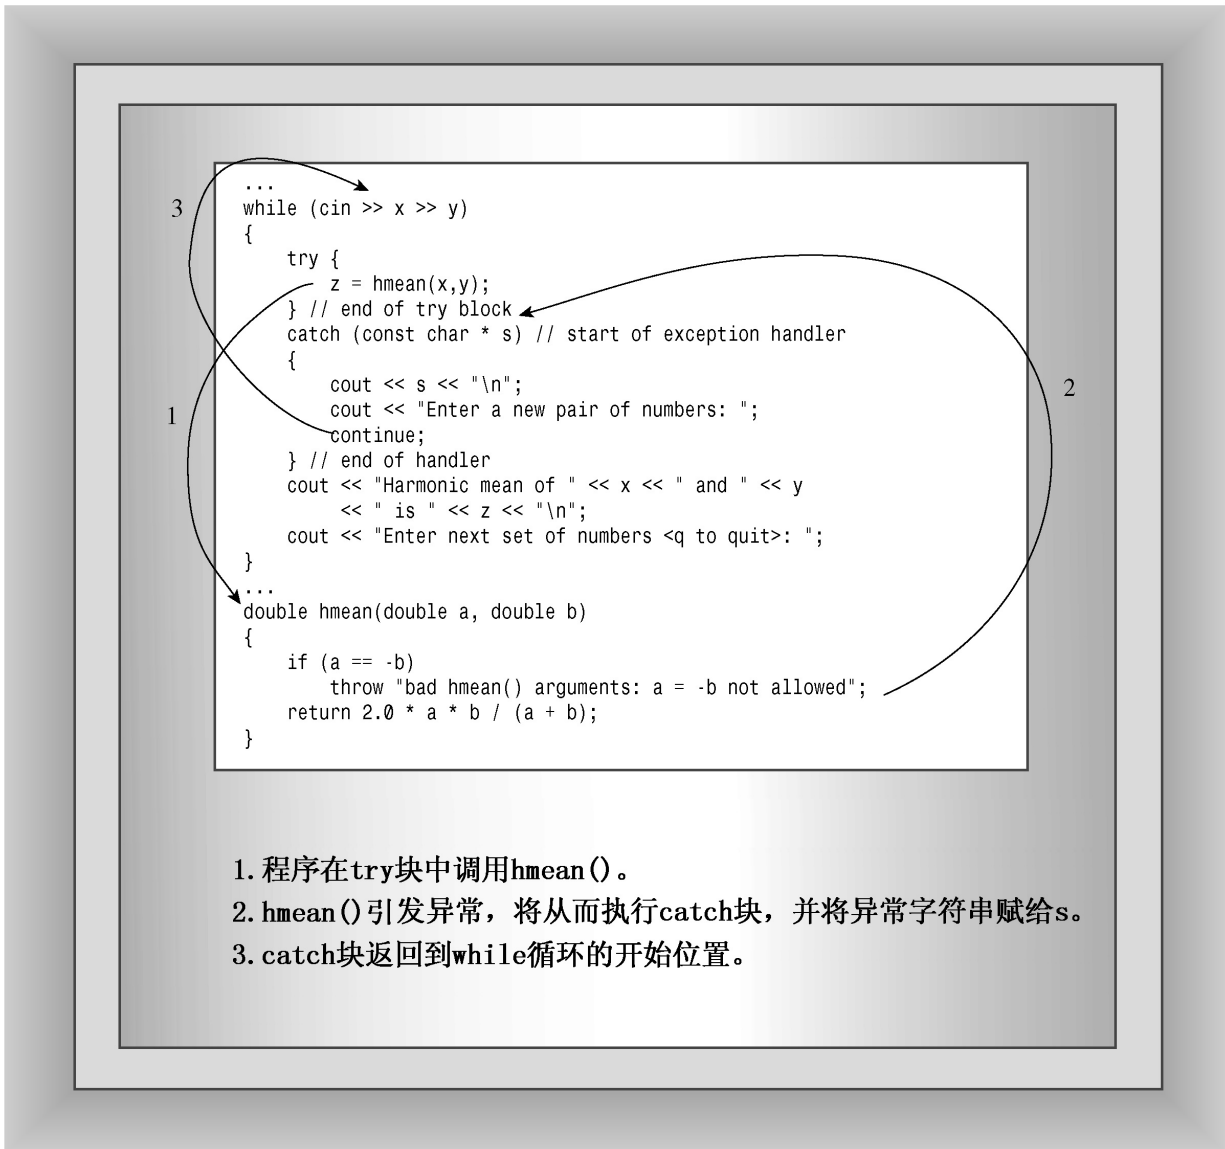 ...
while (cin >> x >> y)
{
    try {
        z = hmean(x,y);
    } // end of try block
    catch (const char * s) // start of exception handler
    {
        cout << s << "\n";
        cout << "Enter a new pair of numbers: ";
        continue;
    } // end of handler
    cout << "Harmonic mean of " << x << " and " << y
         << " is " << z << "\n";
    cout << "Enter next set of numbers <q to quit>: ";
}
...
double hmean(double a, double b)
{
    if (a == -b)
        throw "bad hmean() arguments: a = -b not allowed";
    return 2.0 * a * b / (a + b);
}
3
1
2
1.程序在try块中调用hmean()。
2.hmean()引发异常，将从而执行catch块，并将异常字符串赋给s。
3.catch块返回到while循环的开始位置。